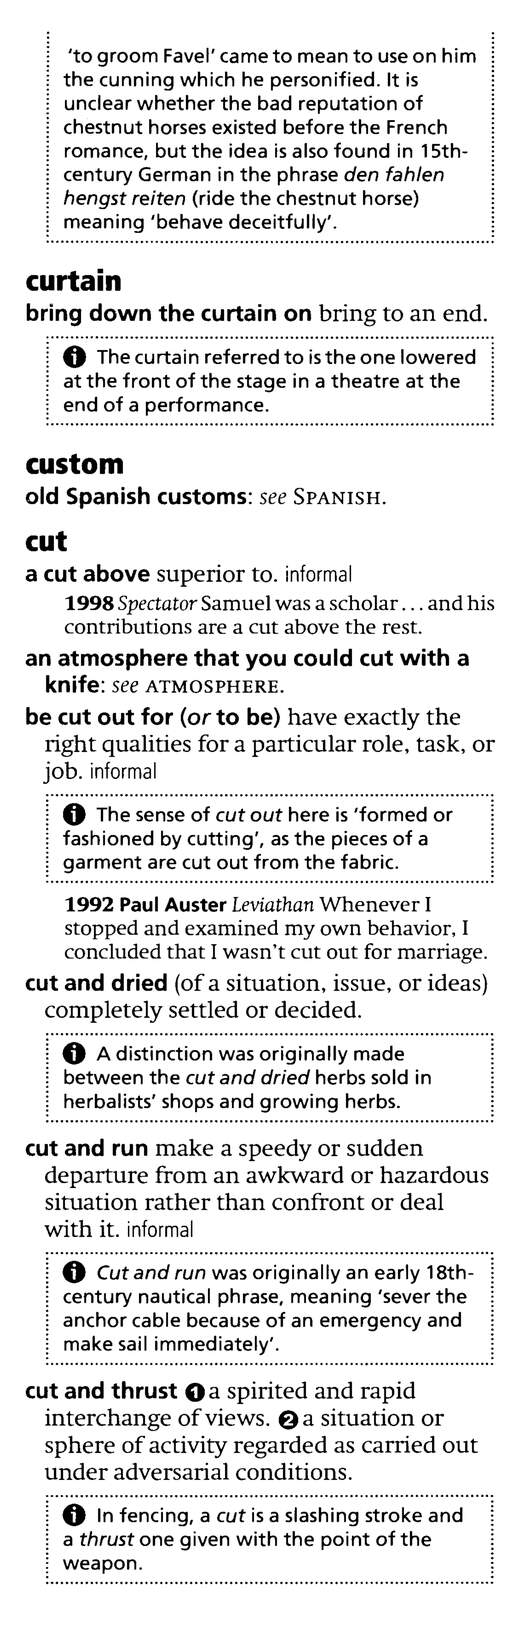 'to groom Favel' came to mean to use on him
the cunning which he personified. It is
unclear whether the bad reputation of
chestnut horses existed before the French
romance, but the idea is also found in 15th-
century German in the phrase den fahlen
hengst reiten (ride the chestnut horse)
meaning 'behave deceitfully'.
curtain
bring down the curtain on bring to an end.
ℹ The curtain referred to is the one lowered
at the front of the stage in a theatre at the
end of a performance.
custom
old Spanish customs: see SPANISH.
cut
a cut above superior to. informal
1998 Spectator Samuel was a scholar... and his
contributions are a cut above the rest.
an atmosphere that you could cut with a
knife: see ATMOSPHERE.
be cut out for (or to be) have exactly the
right qualities for a particular role, task, or
job. informal
ℹ The sense of cut out here is 'formed or
fashioned by cutting', as the pieces of a
garment are cut out from the fabric.
1992 Paul Auster Leviathan Whenever I
stopped and examined my own behavior, I
concluded that I wasn't cut out for marriage.
cut and dried (of a situation, issue, or ideas)
completely settled or decided.
ℹ A distinction was originally made
between the cut and dried herbs sold in
herbalists' shops and growing herbs.
cut and run make a speedy or sudden
departure from an awkward or hazardous
situation rather than confront or deal
with it. informal
ℹ Cut and run was originally an early 18th-
century nautical phrase, meaning 'sever the
anchor cable because of an emergency and
make sail immediately'.
cut and thrust ❶ a spirited and rapid
interchange of views. ❷ a situation or
sphere of activity regarded as carried out
under adversarial conditions.
ℹ In fencing, a cut is a slashing stroke and
a thrust one given with the point of the
weapon.